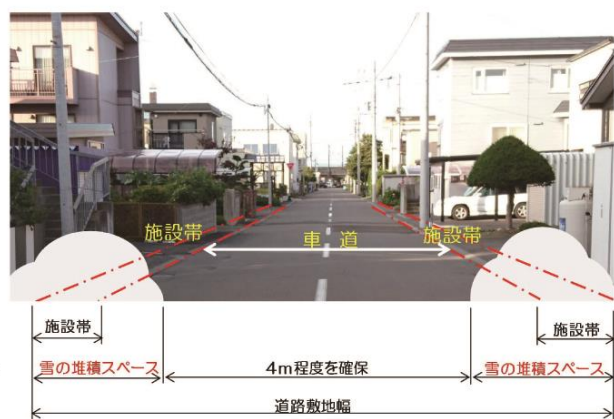 施設帯
車道
施設帯
施設帯
施設帯
雪の堆積スペース
4m程度を確保
雪の堆積スペース
道路敷地幅